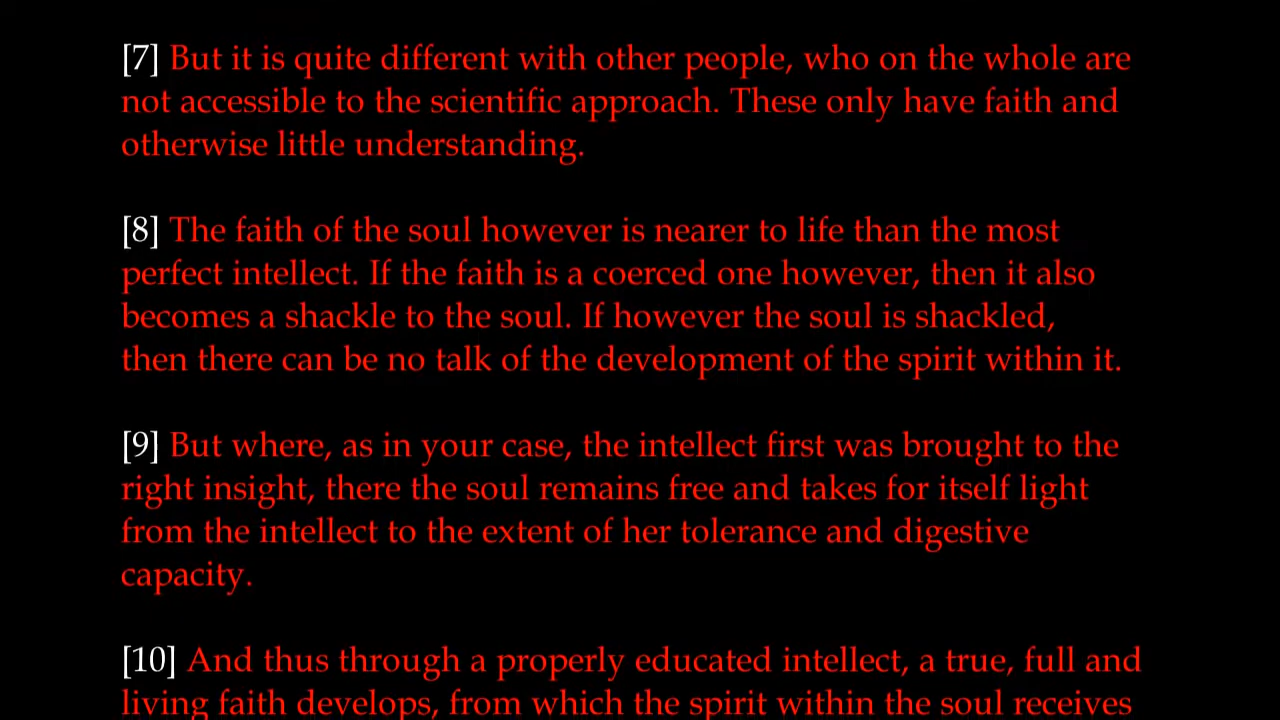 [7] But it is quite different with other people, who on the whole are
not accessible to the scientific approach. These only have faith and
otherwise little understanding.
[8] The faith of the soul however is nearer to life than the most
perfect intellect. If the faith is a coerced one however, then it also
becomes a shackle to the soul. If however the soul is shackled,
then there can be no talk of the development of the spirit within it.
[9] But where, as in your case, the intellect first was brought to the
right insight, there the soul remains free and takes for itself light
from the intellect to the extent of her tolerance and digestive
capacity.
[10] And thus through a properly educated intellect, a true, full and
living faith develops, from which the spirit within the soul receives